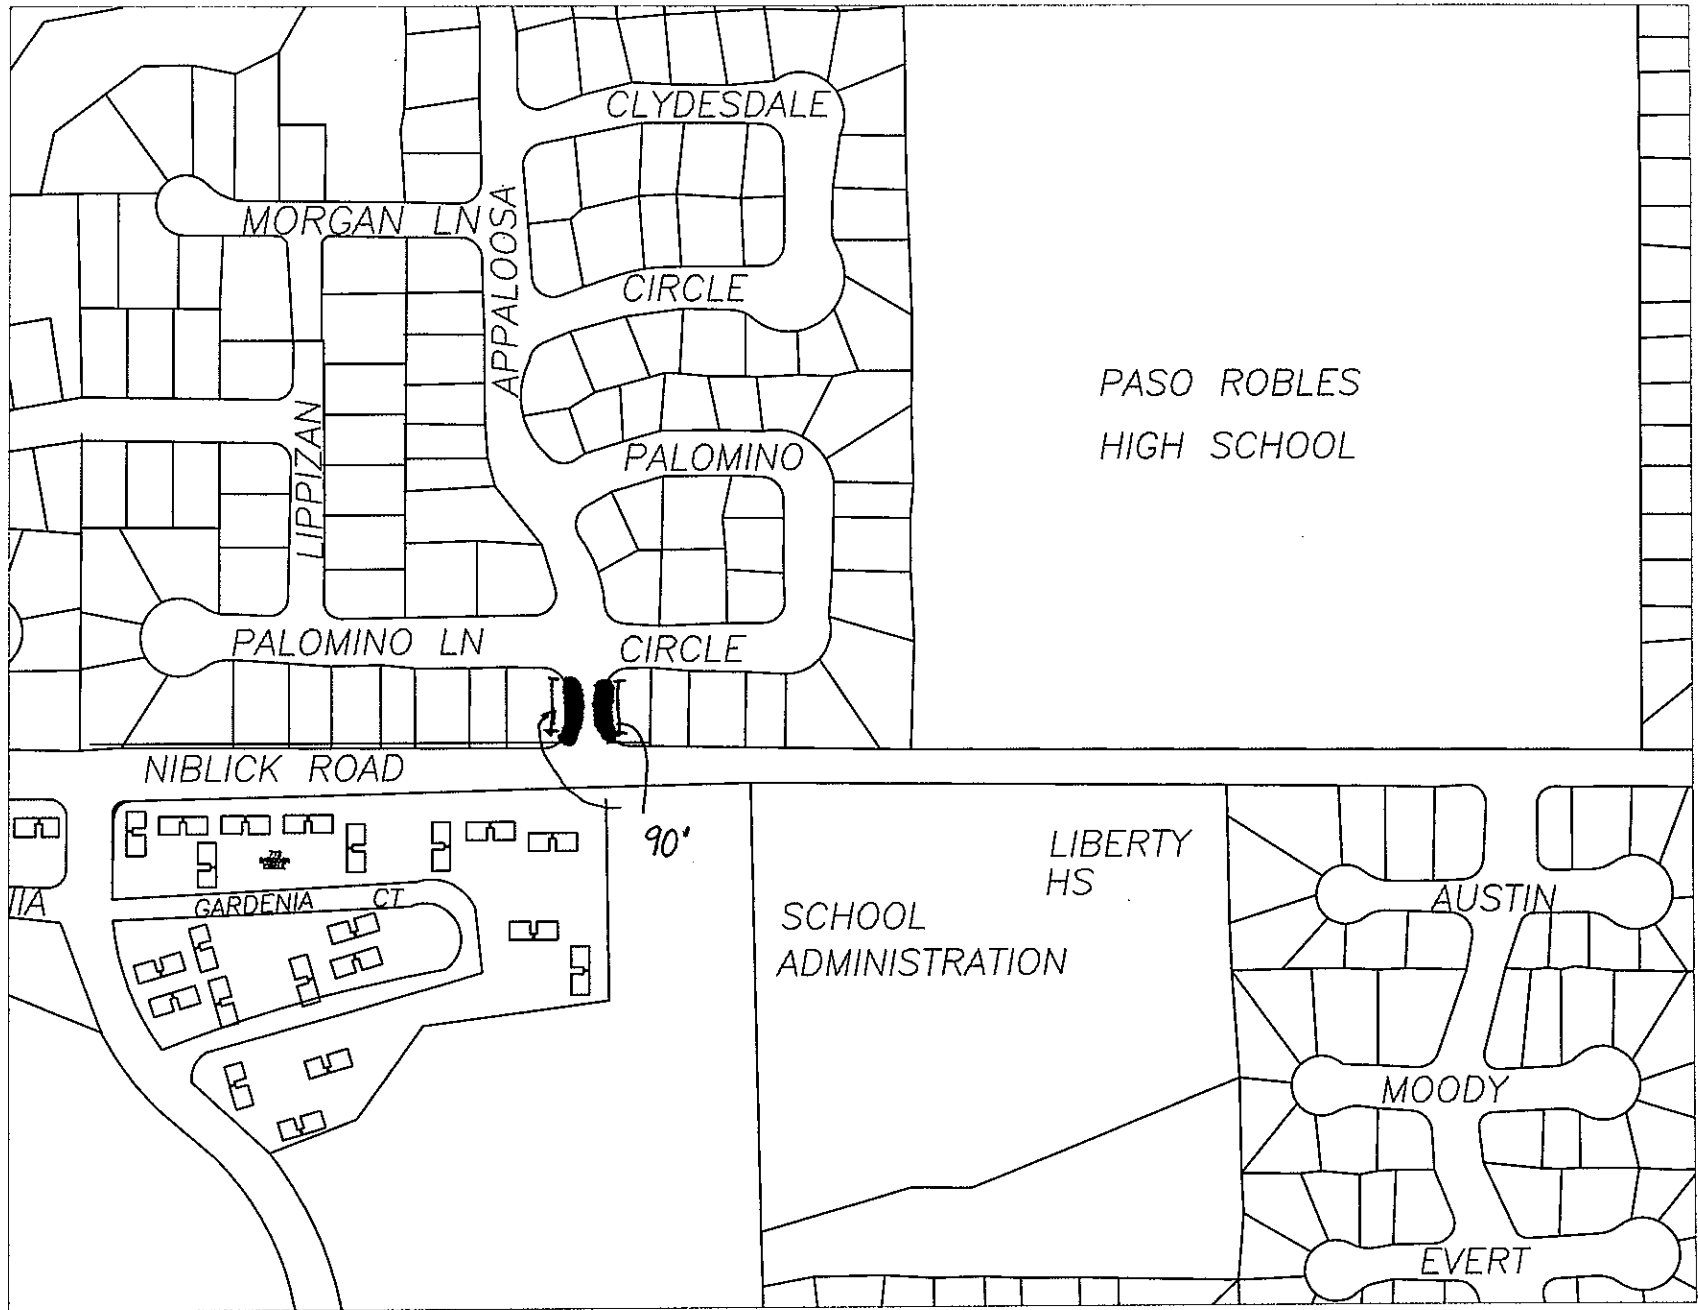 CLYDESDALE
MORGAN LN
APPALOOSA
CIRCLE
PASO ROBLES
HIGH SCHOOL
LIPPIZAN
PALOMINO
PALOMINO LN
CIRCLE
NIBLICK ROAD
90'
LIBERTY
HS
GARDENIA CT
SCHOOL
ADMINISTRATION
AUSTIN
MOODY
EVERT